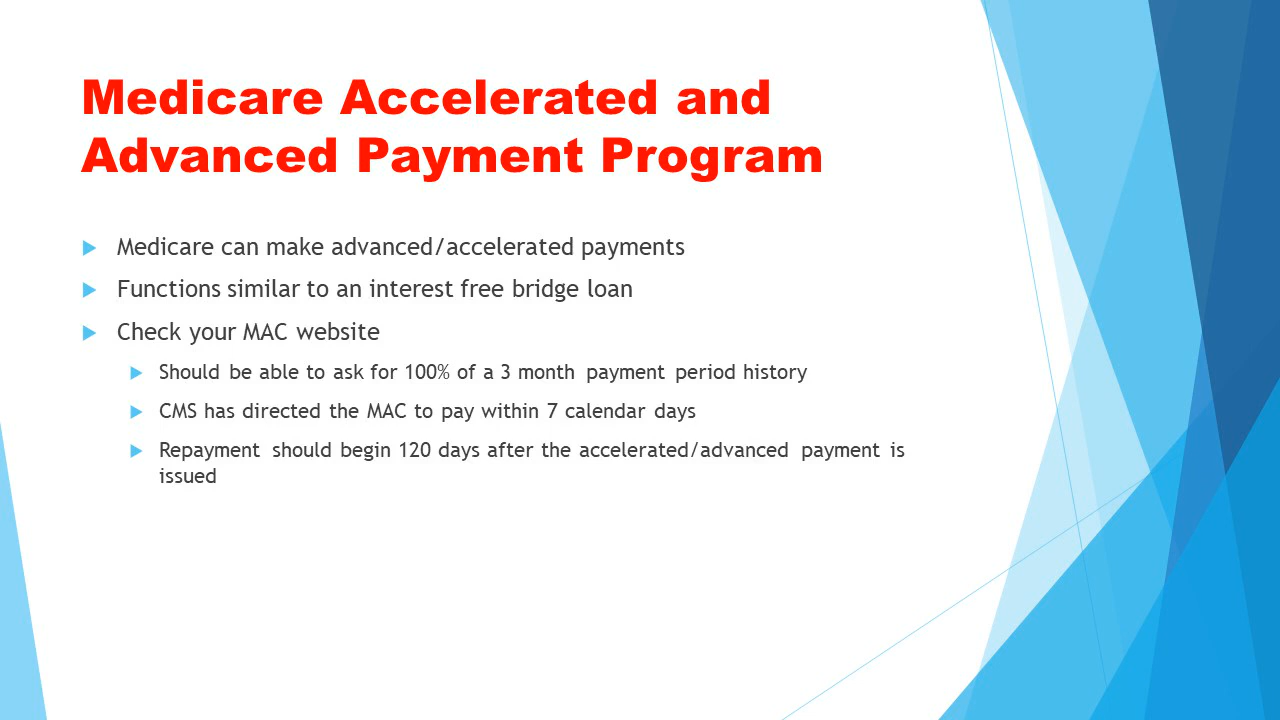 Medicare Accelerated and
Advanced Payment Program
Medicare can make advanced/accelerated payments
Functions similar to an interest free bridge loan
Check your MAC website
Should be able to ask for 100% of a 3 month payment period history
CMS has directed the MAC to pay within 7 calendar days
Repayment should begin 120 days after the accelerated/advanced payment is
issued